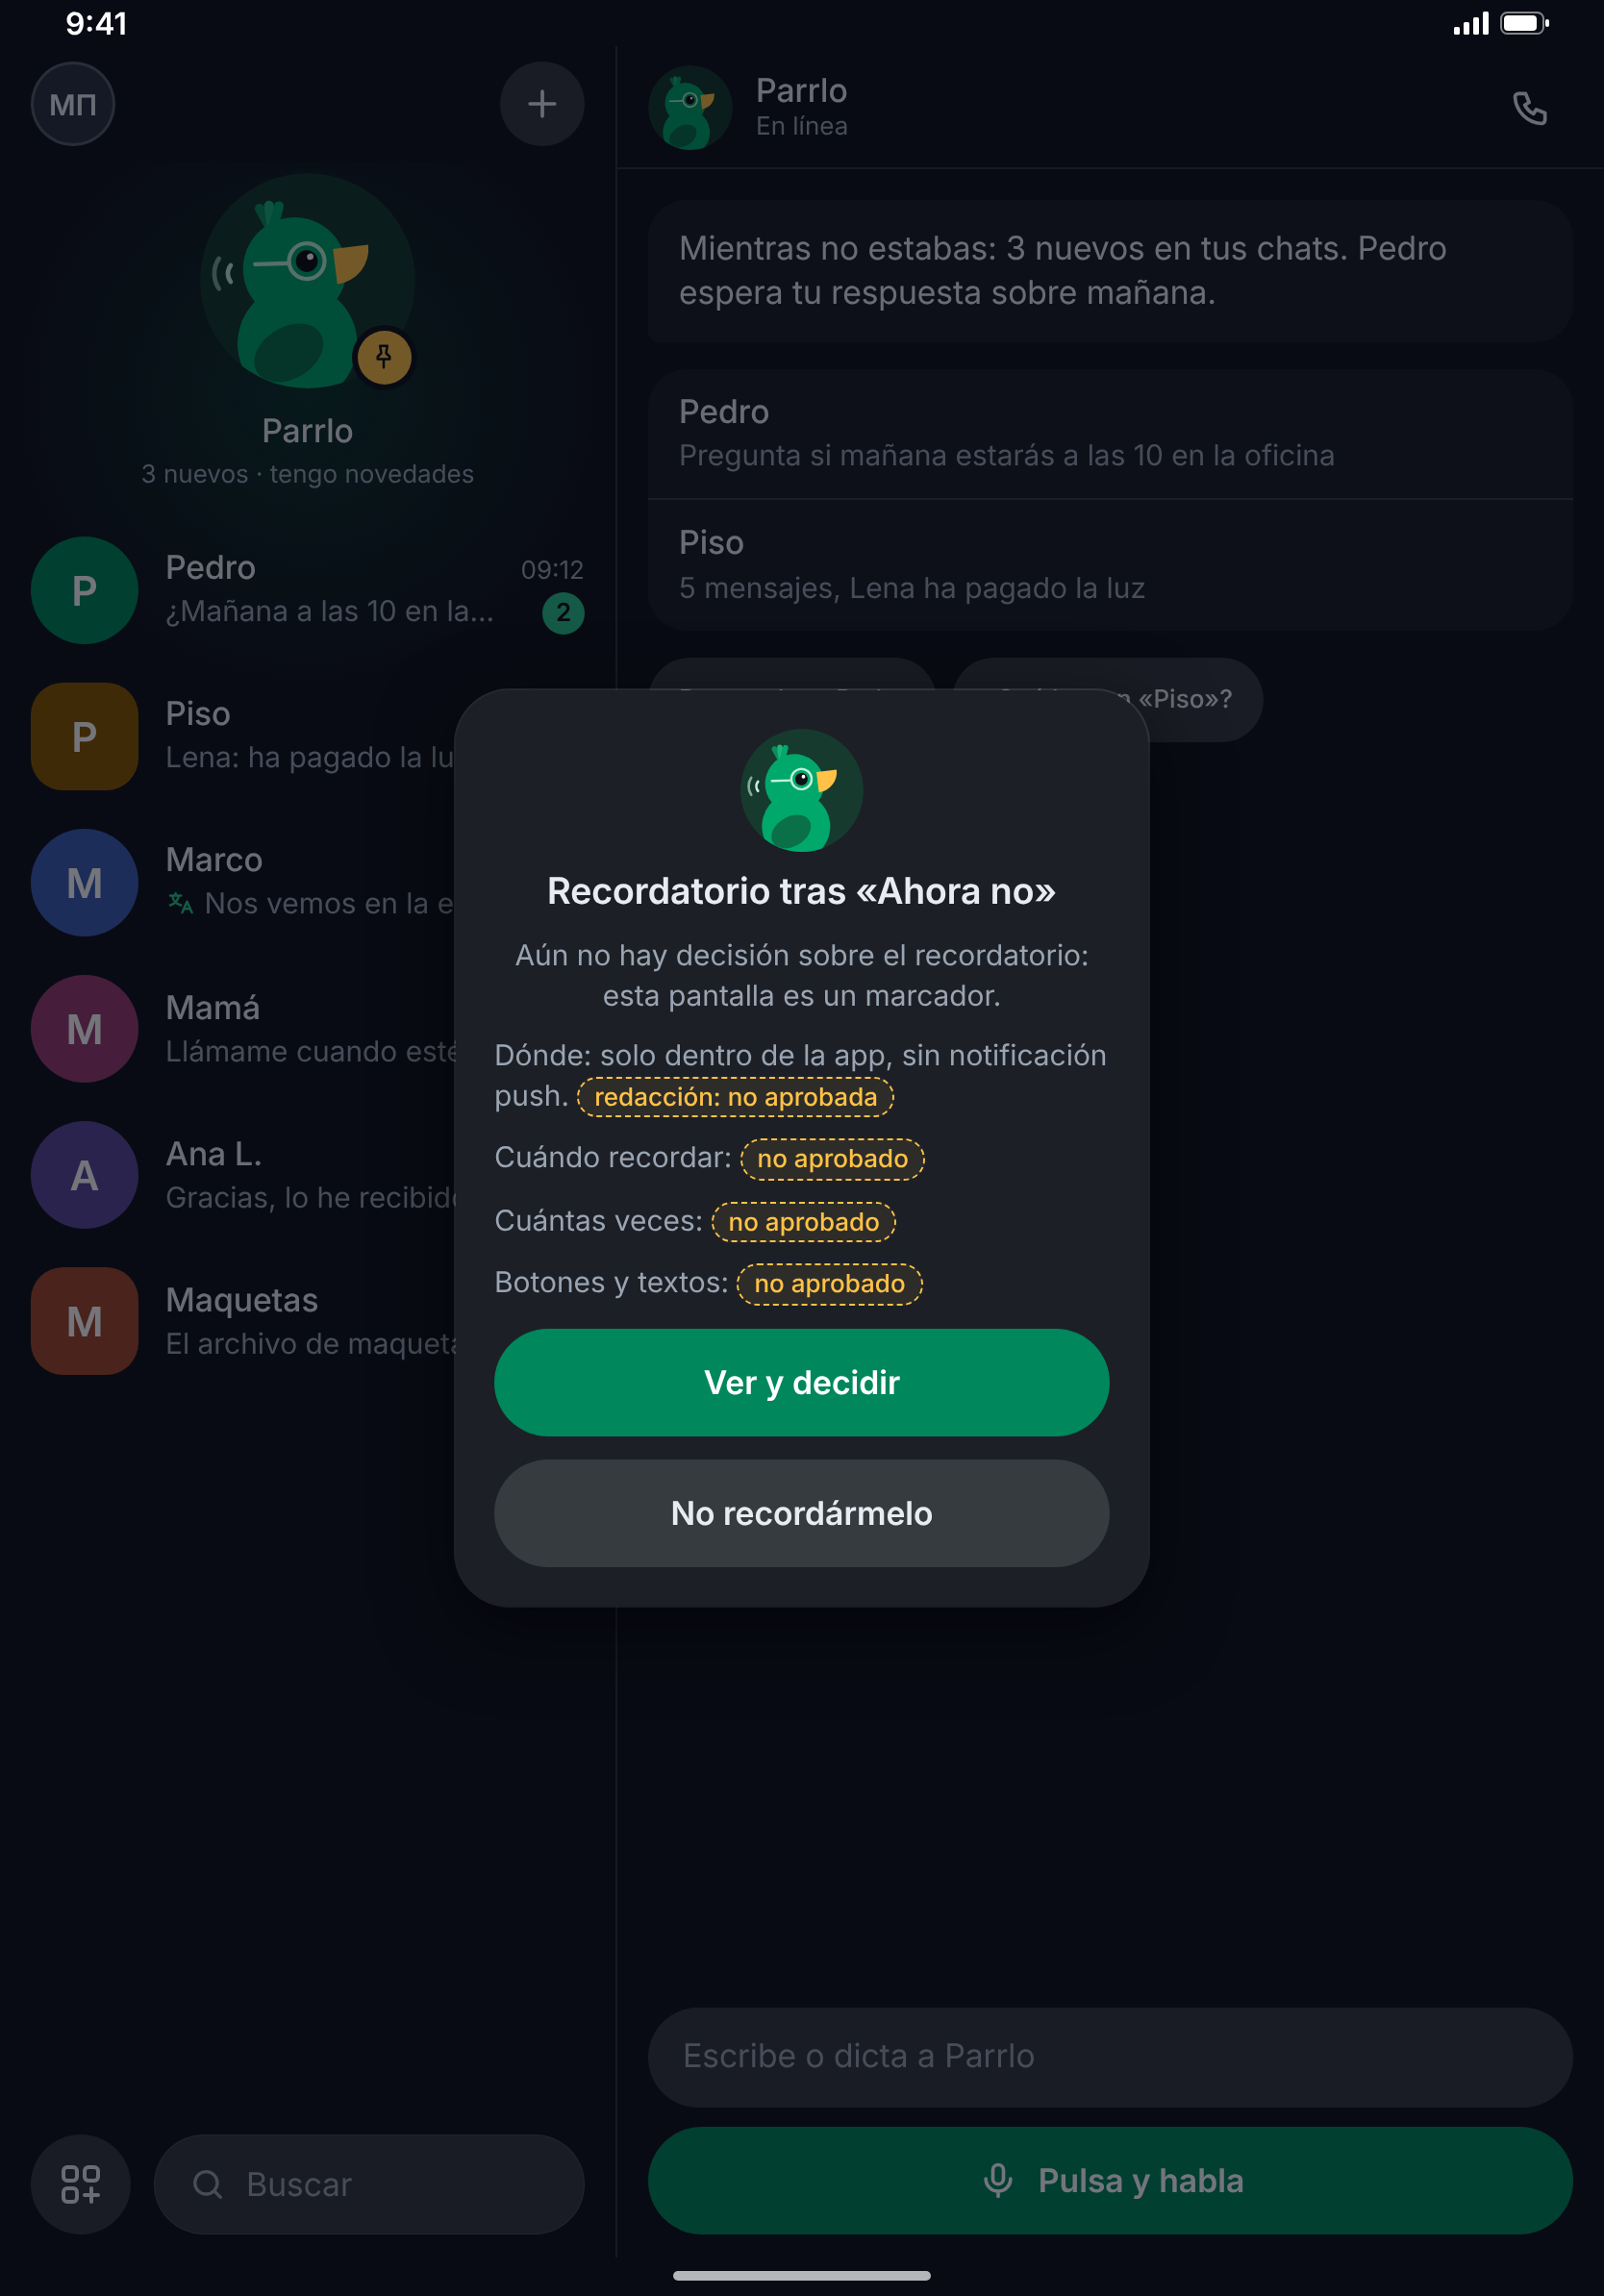 9:41
МП
Parrlo
3 nuevos · tengo novedades
P
Pedro
09:12
¿Mañana a las 10 en la...
2
P
Piso
Lena: ha pagado la lu
M
Marco
Nos vemos en la e
M
Mamá
Llámame cuando esté
A
Ana L.
Gracias, lo he recibido
M
Maquetas
El archivo de maqueta
Buscar
Parrlo
En línea
Mientras no estabas: 3 nuevos en tus chats. Pedro
espera tu respuesta sobre mañana.
Pedro
Pregunta si mañana estarás a las 10 en la oficina
Piso
5 mensajes, Lena ha pagado la luz
«Piso»?
Recordatorio tras «Ahora no»
Aún no hay decisión sobre el recordatorio:
esta pantalla es un marcador.
Dónde: solo dentro de la app, sin notificación
push. redacción: no aprobada
Cuándo recordar: no aprobado
Cuántas veces: no aprobado
Botones y textos: no aprobado
Ver y decidir
No recordármelo
Escribe o dicta a Parrlo
Pulsa y habla